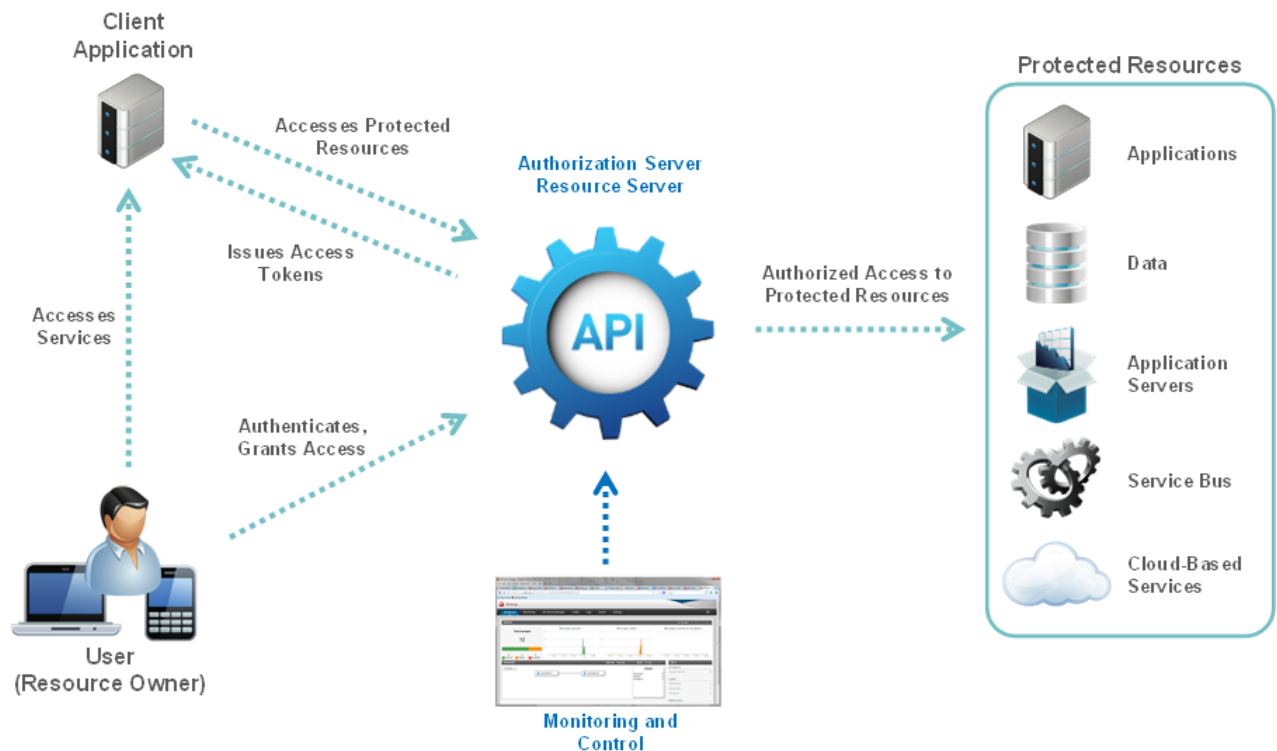 Client
Application
Protected Resources
Accesses Protected
Resources
Applications
Authorization Server
Resource Server
Issues Access
Tokens
Data
Authorized Access to
Protected Resources
Accesses
Services
API
Application
Servers
Authenticates,
Grants Access
Service Bus
Cloud-Based
Services
User
(Resource Owner)
Monitoring and
Control